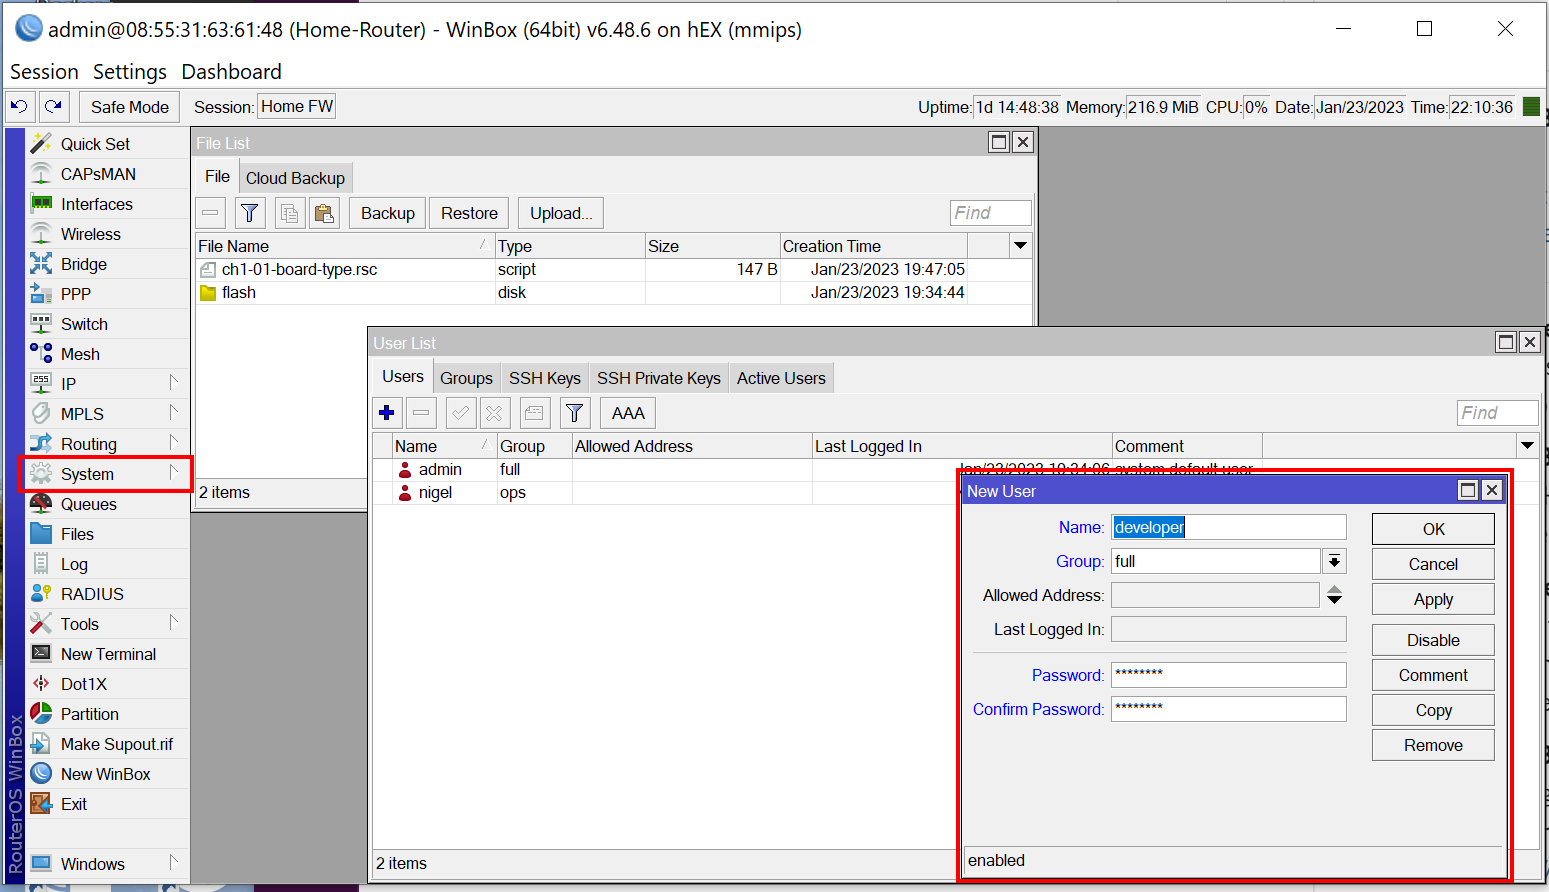 admin@08:55:31:63:61:48 (Home-Router) - WinBox (64bit) v6.48.6 on hEX (mmips)
Session Settings Dashboard
Safe Mode Session: Home FW Uptime: 1d 14:48:38 Memory: 216.9 MiB CPU: 0% Date: Jan/23/2023 Time: 22:10:36
RouterOS WinBox
Quick Set
CAPsMAN
Interfaces
Wireless
Bridge
PPP
Switch
Mesh
IP
MPLS
Routing
System
Queues
Files
Log
RADIUS
Tools
New Terminal
Dot1X
Partition
Make Supout.rif
New WinBox
Exit
Windows
File List
File Cloud Backup
Backup Restore Upload... Find
File Name Type Size Creation Time
ch1-01-board-type.rsc script 147 B Jan/23/2023 19:47:05
flash disk Jan/23/2023 19:34:44
2 items
User List
Users Groups SSH Keys SSH Private Keys Active Users
AAA Find
Name Group Allowed Address Last Logged In Comment
admin full Jan/23/2023 19:34:06 system default user
nigel ops
2 items
New User
Name: developer
Group: full
Allowed Address:
Last Logged In:
Password: ********
Confirm Password: ********
OK
Cancel
Apply
Disable
Comment
Copy
Remove
enabled